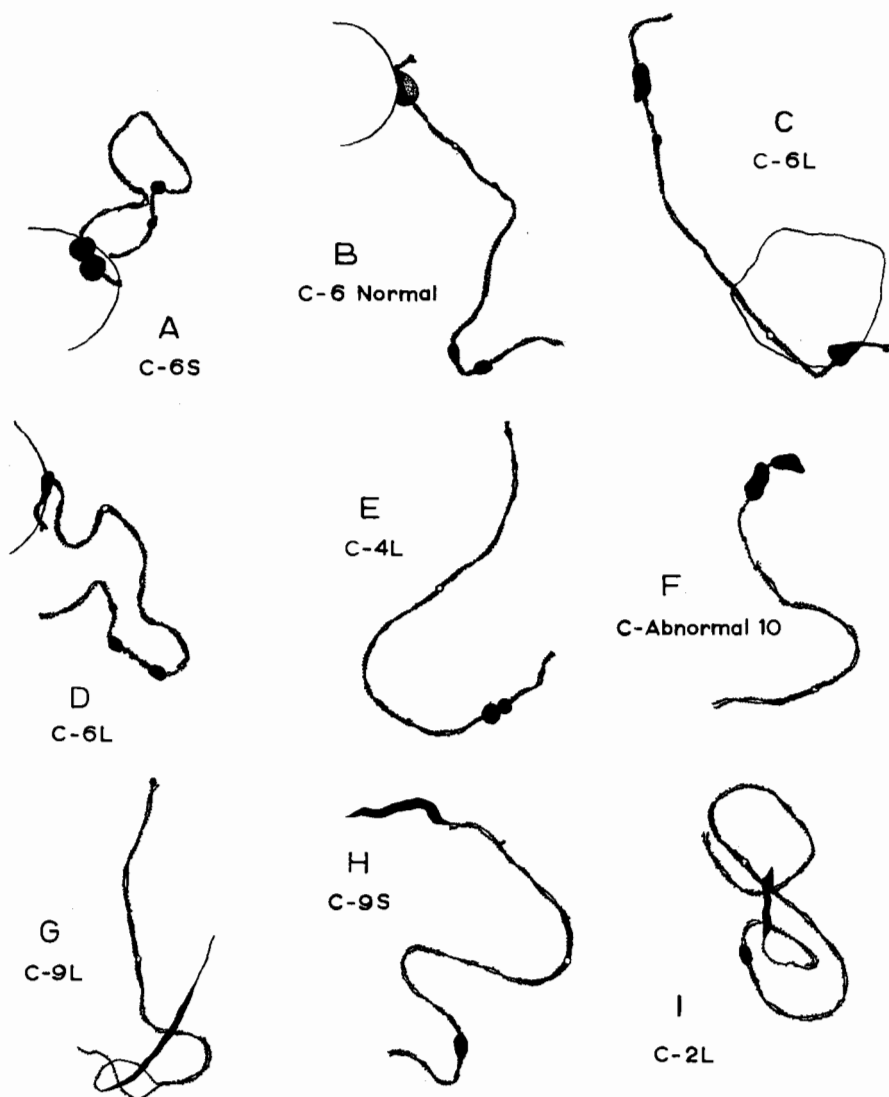 A
C-6S
B
C-6 Normal
C
C-6L
D
C-6L
E
C-4L
F
C-Abnormal 10
G
C-9L
H
C-9S
I
C-2L